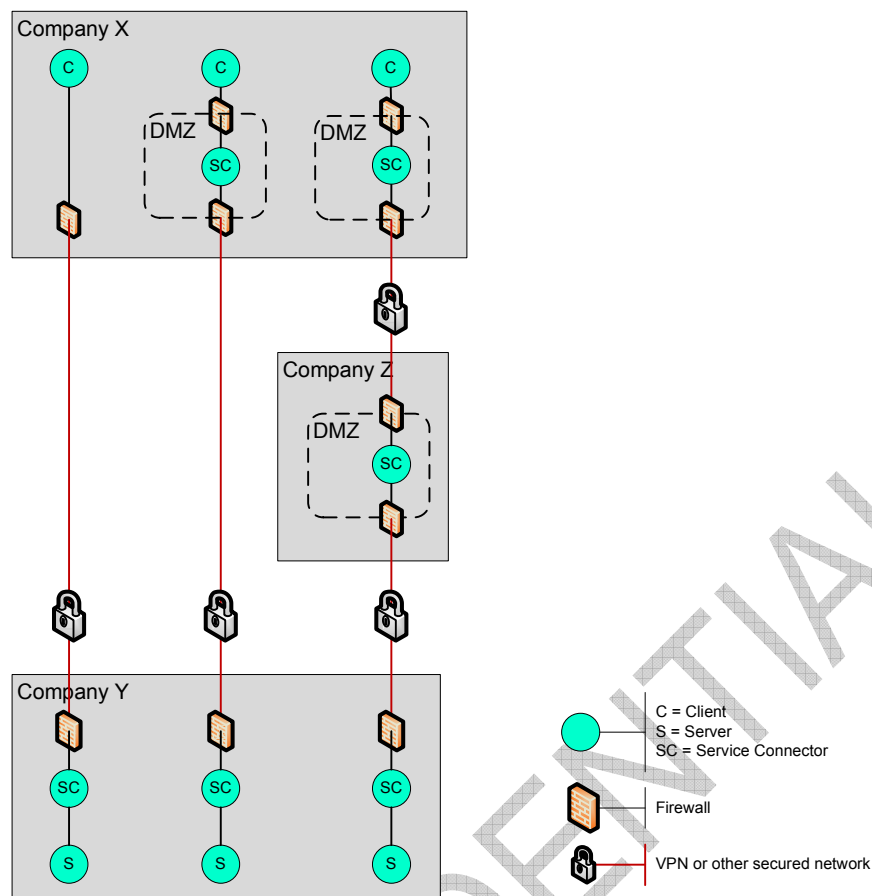 Company X
C
C
C
DMZ
DMZ
SC
SC
Company Z
DMZ
SC
Company Y
SC
SC
SC
S
S
S
C = Client
S = Server
SC = Service Connector
Firewall
VPN or other secured network